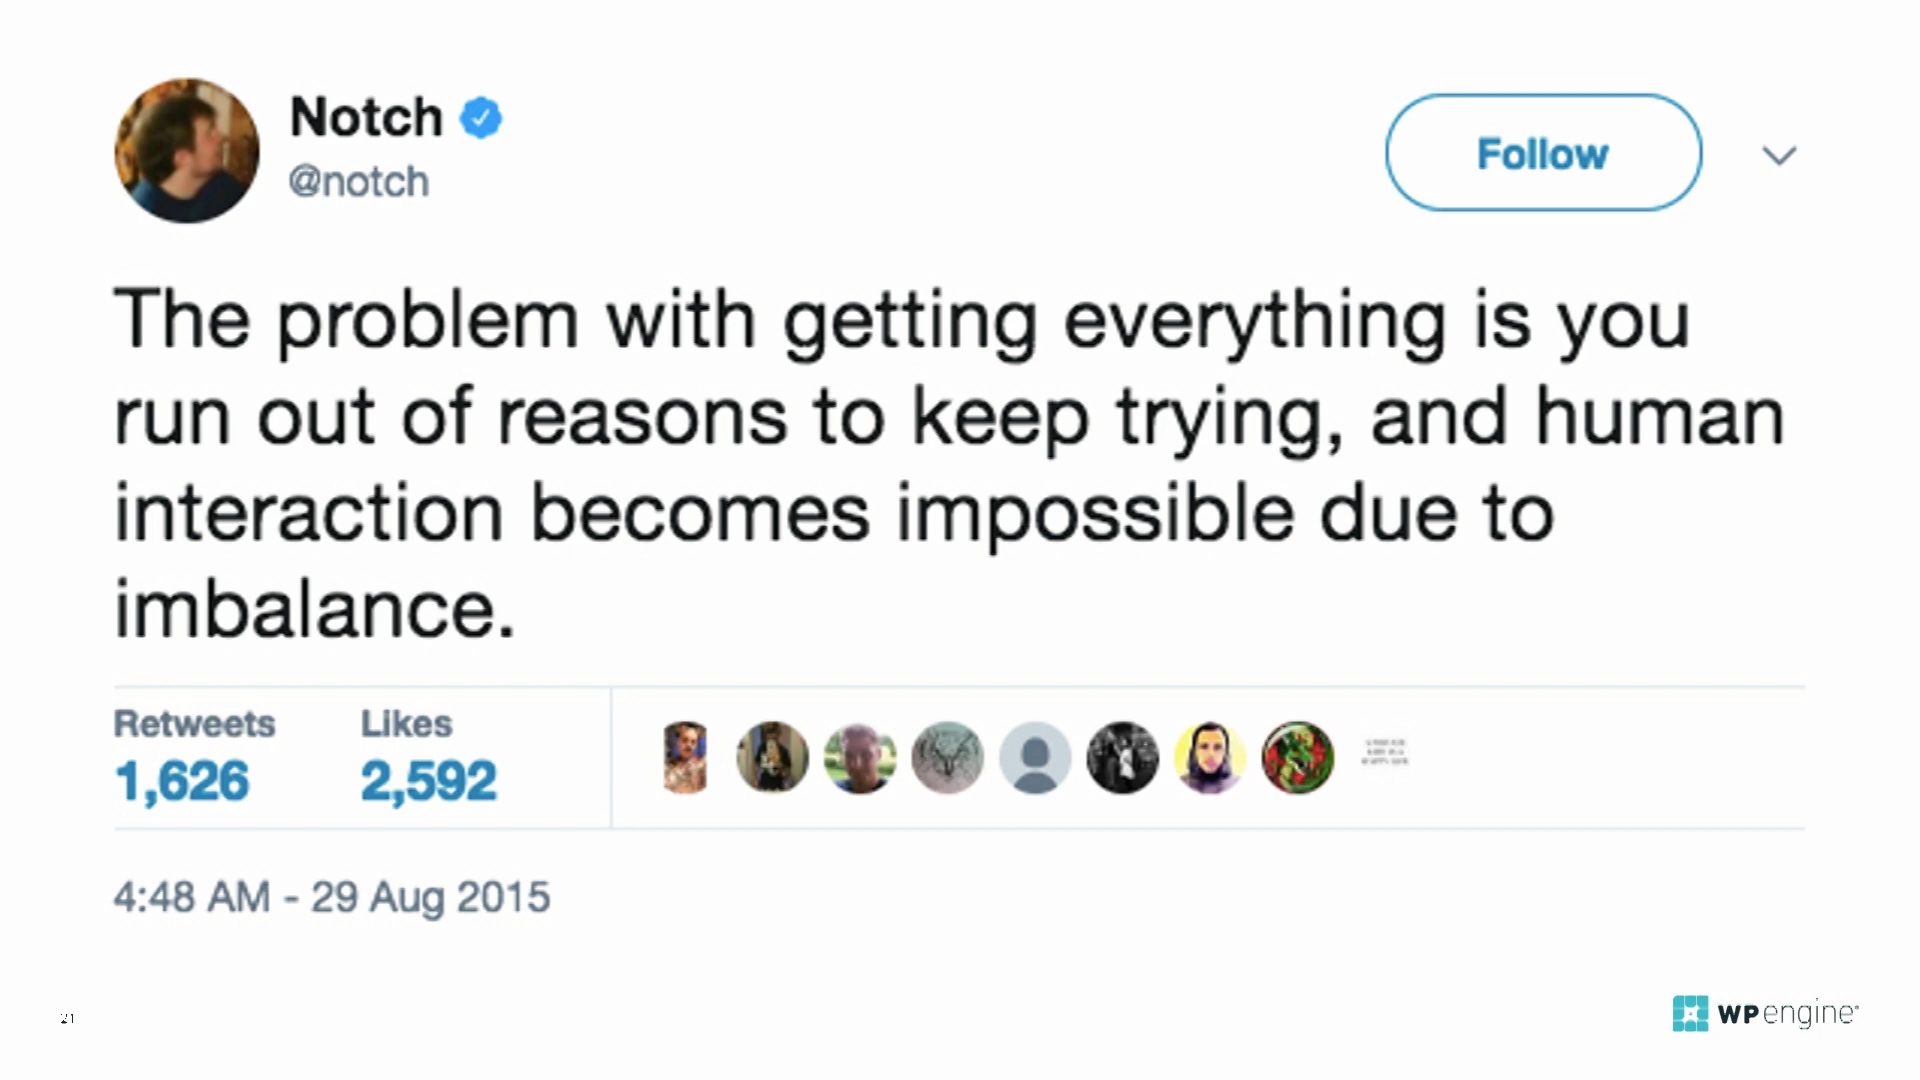 Notch
@notch
Follow
The problem with getting everything is you
run out of reasons to keep trying, and human
interaction becomes impossible due to
imbalance.
Retweets
Likes
1,626
2,592
4:48 AM - 29 Aug 2015
21
WPengine